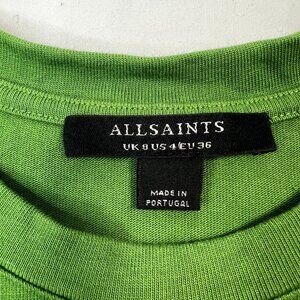 ALLSAINTS
UK 8 US 4 EU 36
MADE IN
PORTUGAL